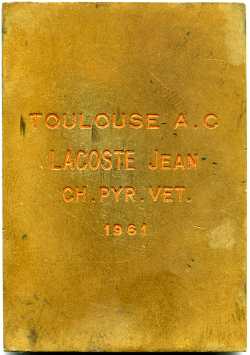 TOULOUSE A.C
LACOSTE JEAN
CH.PYR.VET.
1961